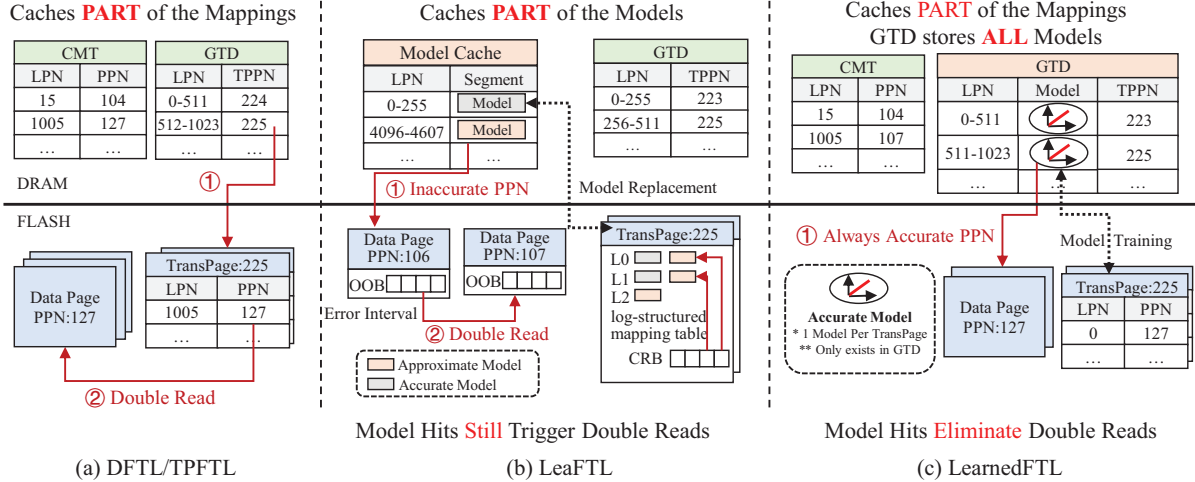 Caches PART of the Mappings
CMT
LPN PPN
15 104
1005 127
… …
GTD
LPN TPPN
0-511 224
512-1023 225
… …
DRAM
①
FLASH
Data Page
PPN:127
TransPage:225
LPN PPN
1005 127
… …
② Double Read
(a) DFTL/TPFTL
Caches PART of the Models
Model Cache
LPN Segment
0-255 Model
4096-4607 Model
… …
GTD
LPN TPPN
0-255 223
256-511 225
… …
① Inaccurate PPN
Model Replacement
Data Page
PPN:106
OOB
Data Page
PPN:107
OOB
Error Interval
② Double Read
Approximate Model
Accurate Model
TransPage:225
L0
L1
L2
log-structured
mapping table
CRB
Model Hits Still Trigger Double Reads
(b) LeaFTL
Caches PART of the Mappings
GTD stores ALL Models
CMT
LPN PPN
15 104
1005 107
… …
GTD
LPN Model TPPN
0-511 223
511-1023 225
… … …
① Always Accurate PPN
Model Training
Accurate Model
* 1 Model Per TransPage
** Only exists in GTD
Data Page
PPN:127
TransPage:225
LPN PPN
0 127
… …
Model Hits Eliminate Double Reads
(c) LearnedFTL